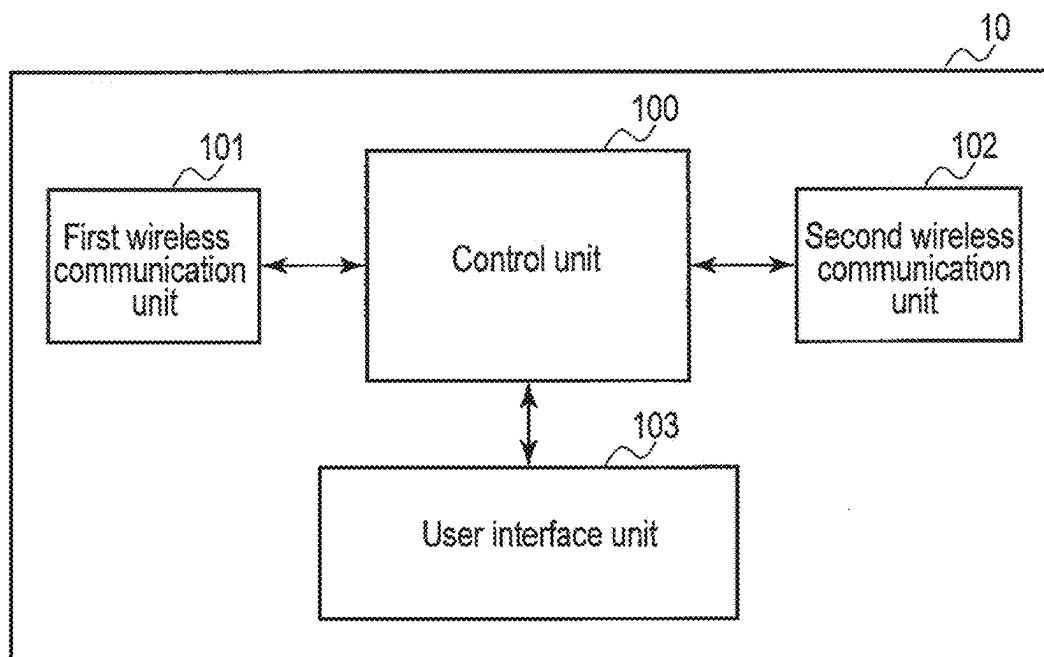 10
100
101
102
First wireless
communication
unit
Control unit
Second wireless
communication
unit
103
User interface unit